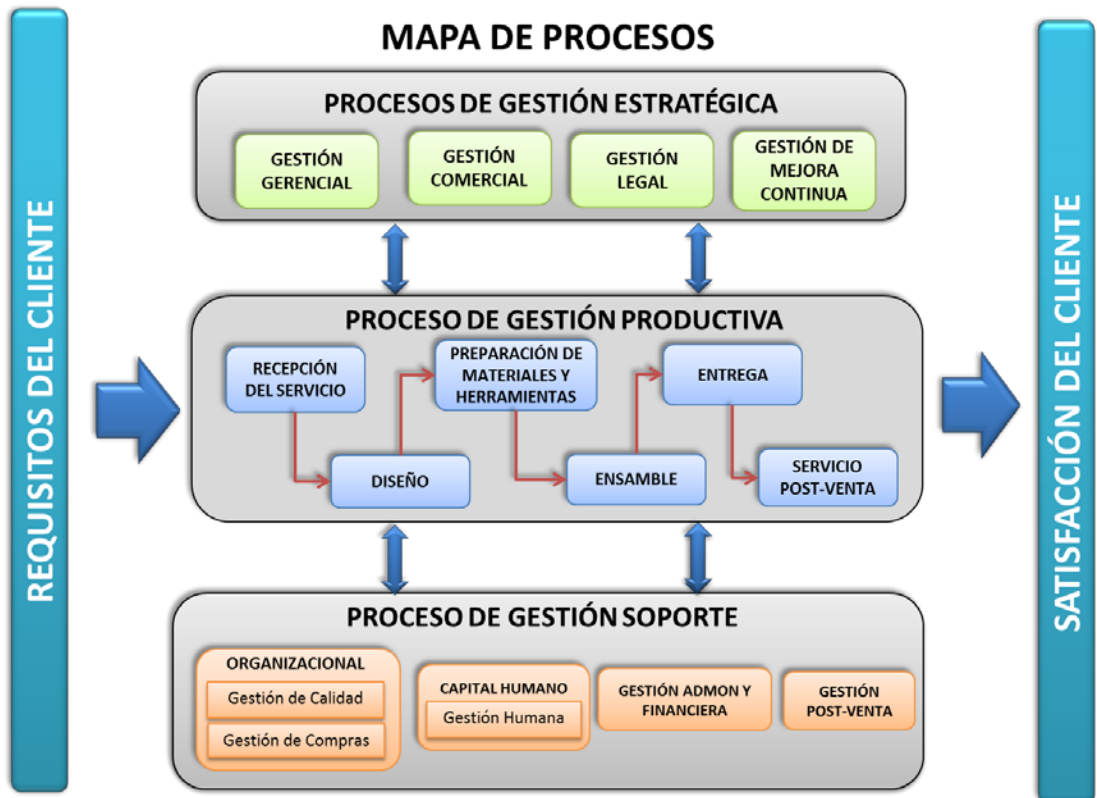 MAPA DE PROCESOS
REQUISITOS DEL CLIENTE
PROCESOS DE GESTIÓN ESTRATÉGICA
GESTIÓN
GERENCIAL
GESTIÓN
COMERCIAL
GESTIÓN
LEGAL
GESTIÓN DE
MEJORA
CONTINUA
PROCESO DE GESTIÓN PRODUCTIVA
RECEPCIÓN
DEL SERVICIO
DISEÑO
PREPARACIÓN DE
MATERIALES Y
HERRAMIENTAS
ENSAMBLE
ENTREGA
SERVICIO
POST-VENTA
PROCESO DE GESTIÓN SOPORTE
ORGANIZACIONAL
Gestión de Calidad
Gestión de Compras
CAPITAL HUMANO
Gestión Humana
GESTIÓN ADMON Y
FINANCIERA
GESTIÓN
POST-VENTA
SATISFACCIÓN DEL CLIENTE